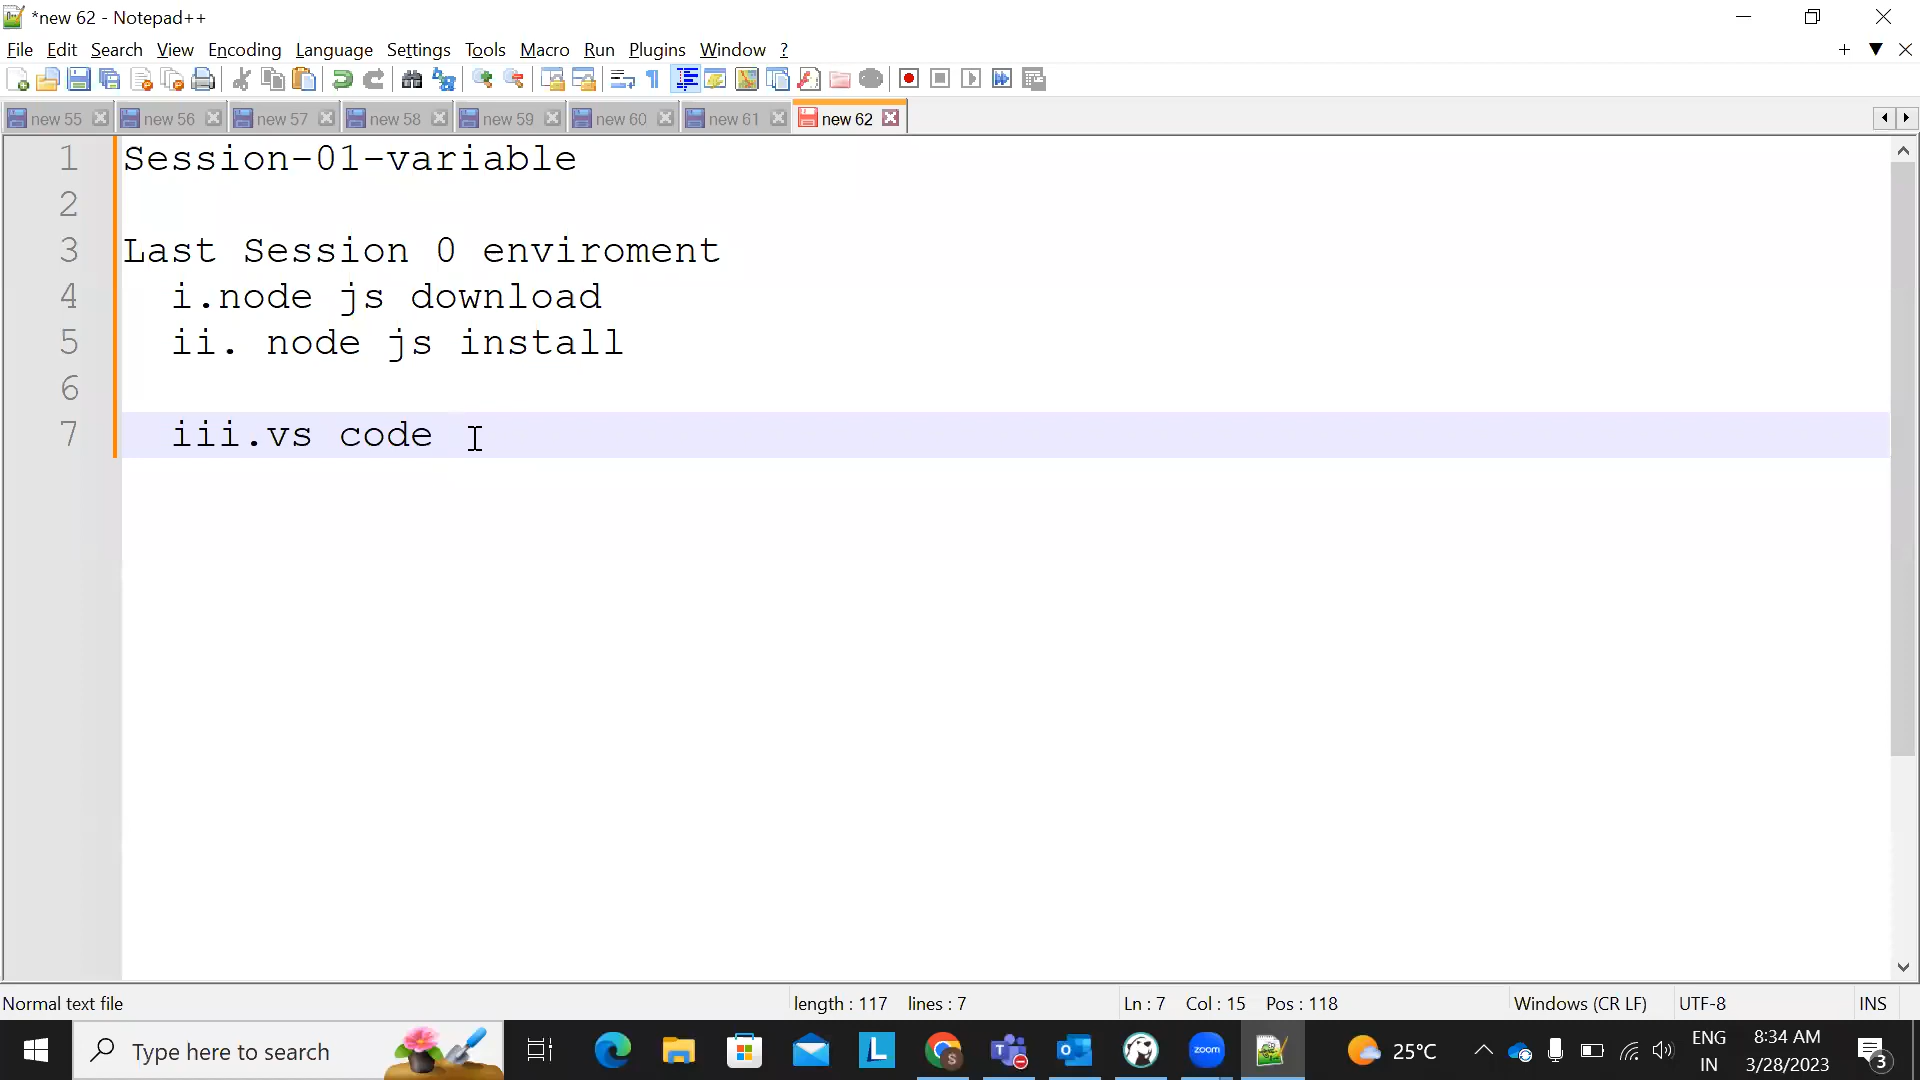 *new 62 - Notepad++
File Edit Search View Encoding Language Settings Tools Macro Run Plugins Window ?
new 55 new 56 new 57 new 58 new 59 new 60 new 61 new 62
1 Session-01-variable
2
3 Last Session 0 enviroment
4 i.node js download
5 ii. node js install
6
7 iii.vs code
Normal text file length : 117 lines : 7 Ln : 7 Col : 15 Pos : 118 Windows (CR LF) UTF-8 INS
Type here to search L S T o zoom 25°C ENG 8:34 AM
IN 3/28/2023 3